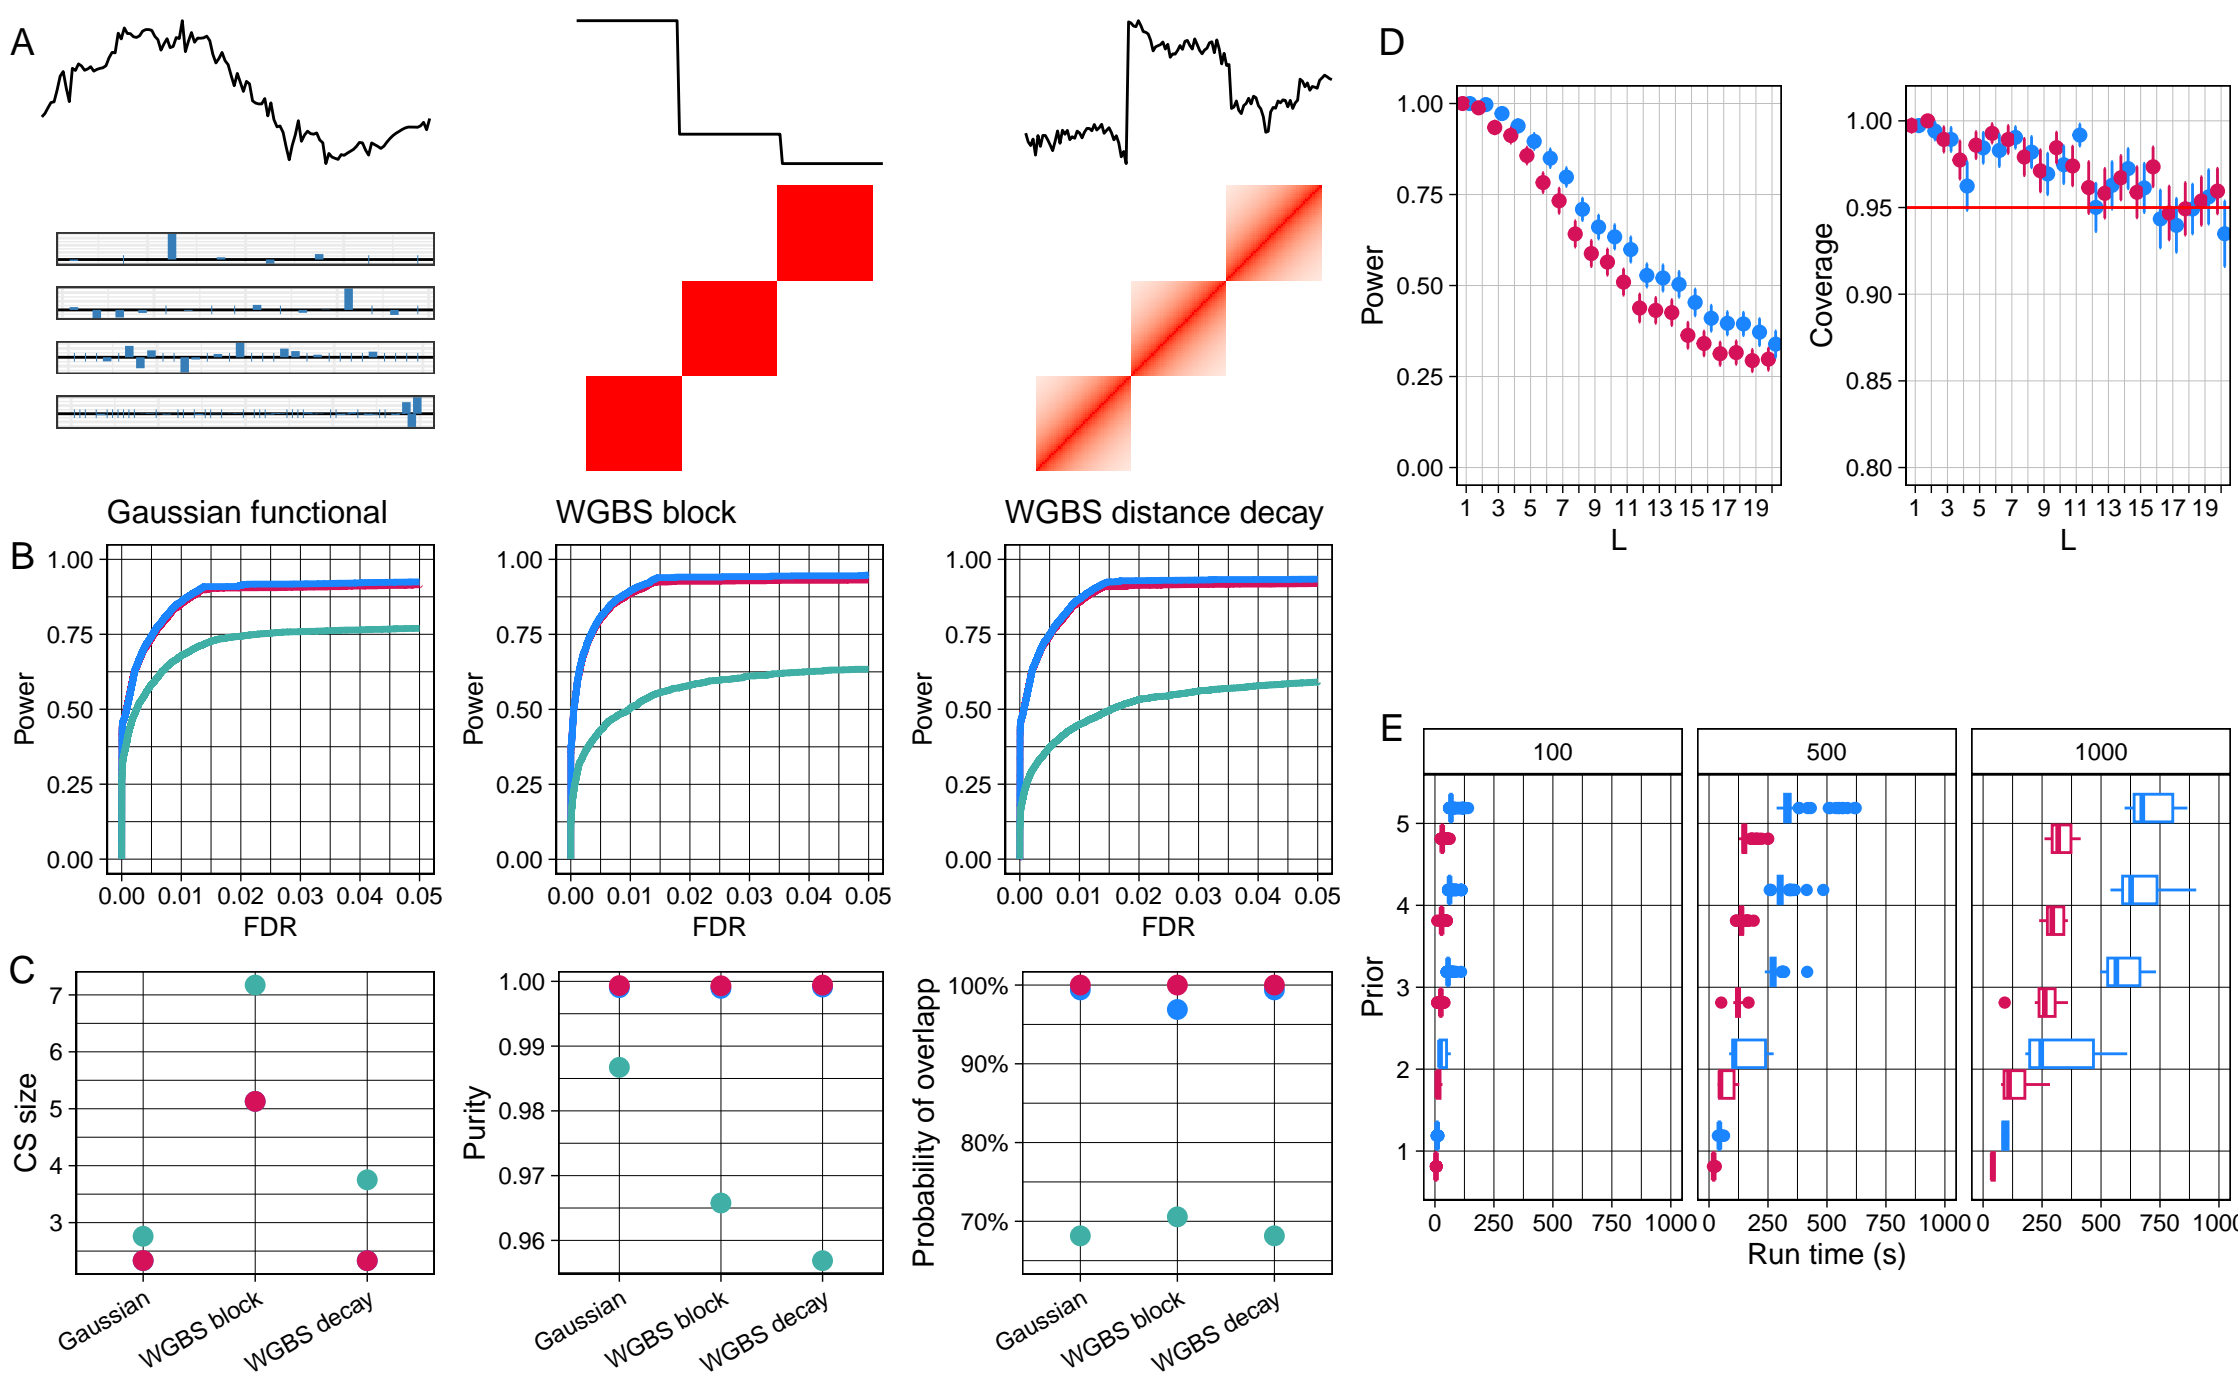 A
Gaussian functional
WGBS block
WGBS distance decay
B
1.00
0.75
0.50
0.25
0.00
Power
0.00 0.01 0.02 0.03 0.04 0.05
FDR
1.00
0.75
0.50
0.25
0.00
Power
0.00 0.01 0.02 0.03 0.04 0.05
FDR
1.00
0.75
0.50
0.25
0.00
Power
0.00 0.01 0.02 0.03 0.04 0.05
FDR
C
7
6
5
4
3
CS size
Gaussian
WGBS block
WGBS decay
1.00
0.99
0.98
0.97
0.96
Purity
Gaussian
WGBS block
WGBS decay
100%
90%
80%
70%
Probability of overlapp
Gaussian
WGBS block
WGBS decay
D
1.00
0.75
0.50
0.25
0.00
Power
1 3 5 7 9 11 13 15 17 19
L
1.00
0.95
0.90
0.85
0.80
Coverage
1 3 5 7 9 11 13 15 17 19
L
E
100
500
1000
5
4
3
2
1
Prior
0 250 500 750 1000
0 250 500 750 1000
0 250 500 750 1000
Run time (s)